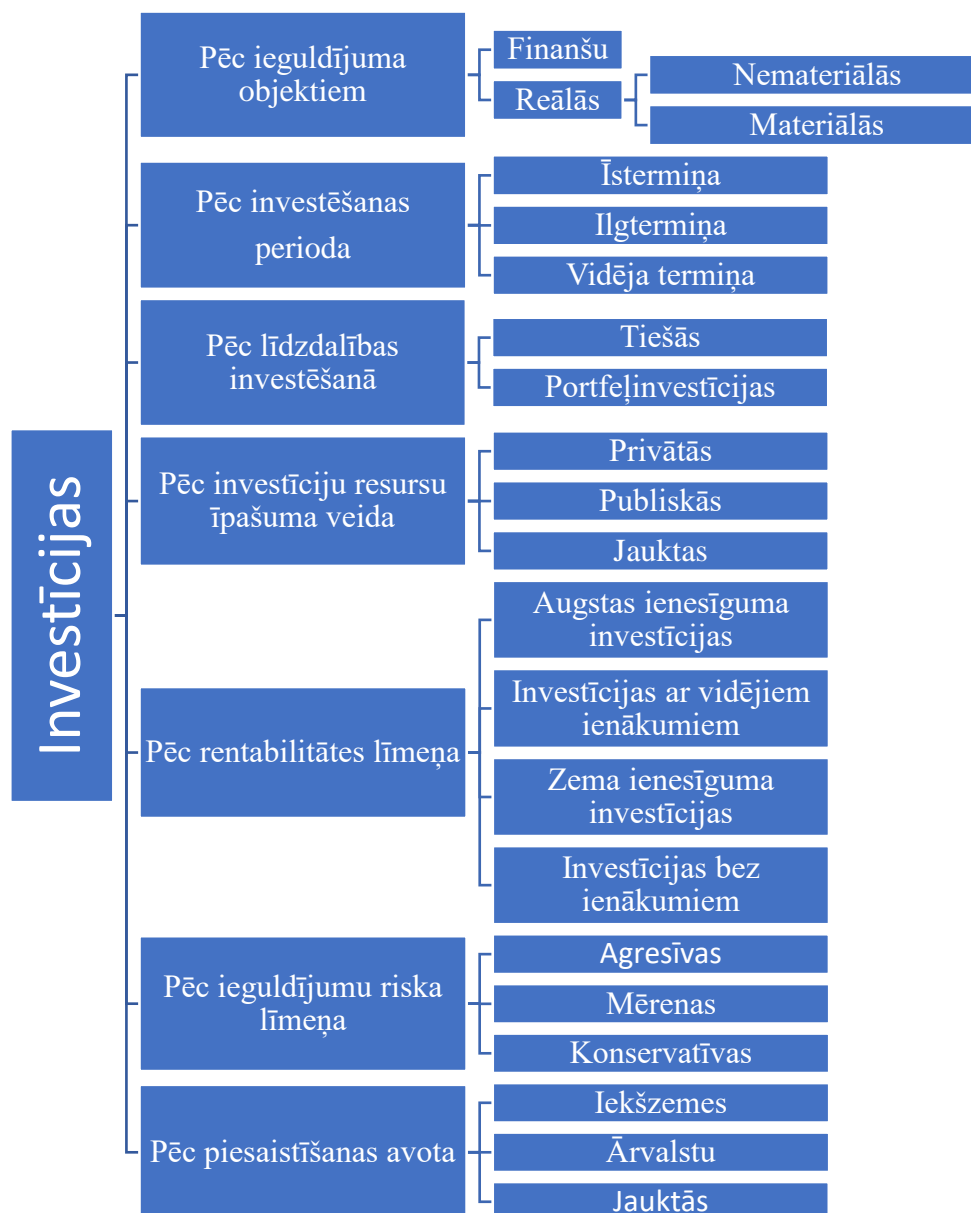 Investīcijas
Pēc ieguldījuma
objektiem
Finanšu
Reālās
Nemateriālās
Materiālās
Pēc investēšanas
perioda
Īstermiņa
Ilgtermiņa
Vidēja termiņa
Pēc līdzdalības
investēšanā
Tiešās
Portfeļinvestīcijas
Pēc investīciju resursu
īpašuma veida
Privātās
Publiskās
Jauktas
Pēc rentabilitātes līmeņa
Augstas ienesīguma
investīcijas
Investīcijas ar vidējiem
ienākumiem
Zema ienesīguma
investīcijas
Investīcijas bez
ienākumiem
Pēc ieguldījumu riska
līmeņa
Agresīvas
Mērenas
Konservatīvas
Pēc piesaistīšanas avota
Iekšzemes
Ārvalstu
Jauktās